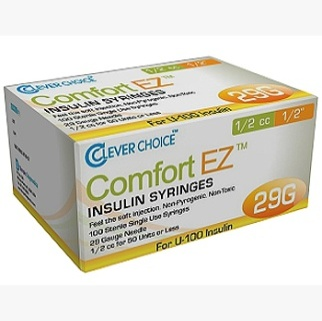 CLEVER CHOICE™
Comfort EZ™
INSULIN SYRINGES
Feel the soft injection. Non-Pyrogenic, Non-Toxic
100 Sterile Single Use Syringes
29 Gauge Needle
1/2 cc for 50 Units or Less
For U-100 Insulin
29G
CLEVER CHOICE™
1/2 cc
1/2"
Comfort EZ™
INSULIN SYRINGES
Feel the soft injection. Non-Pyrogenic, Non-Toxic
100 Sterile Single Use Syringes
29 Gauge Needle
1/2 cc for 50 Units or Less
29G
For U-100 Insulin